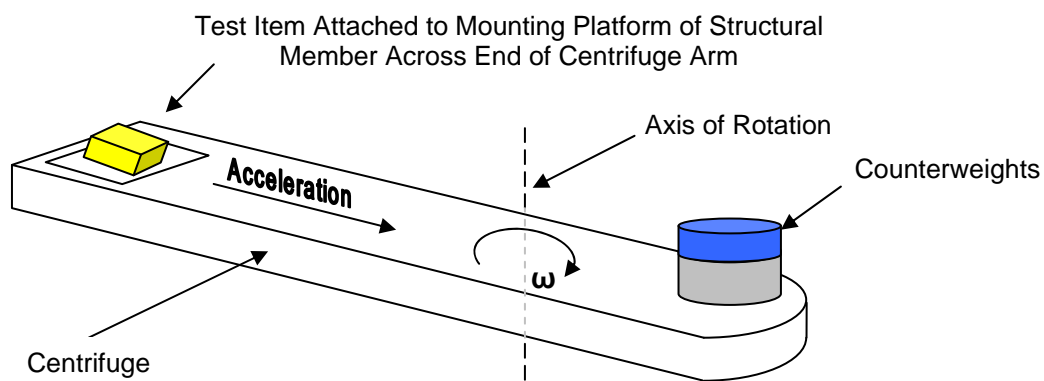 Test Item Attached to Mounting Platform of Structural
Member Across End of Centrifuge Arm
Axis of Rotation
Counterweights
Acceleration
ω
Centrifuge